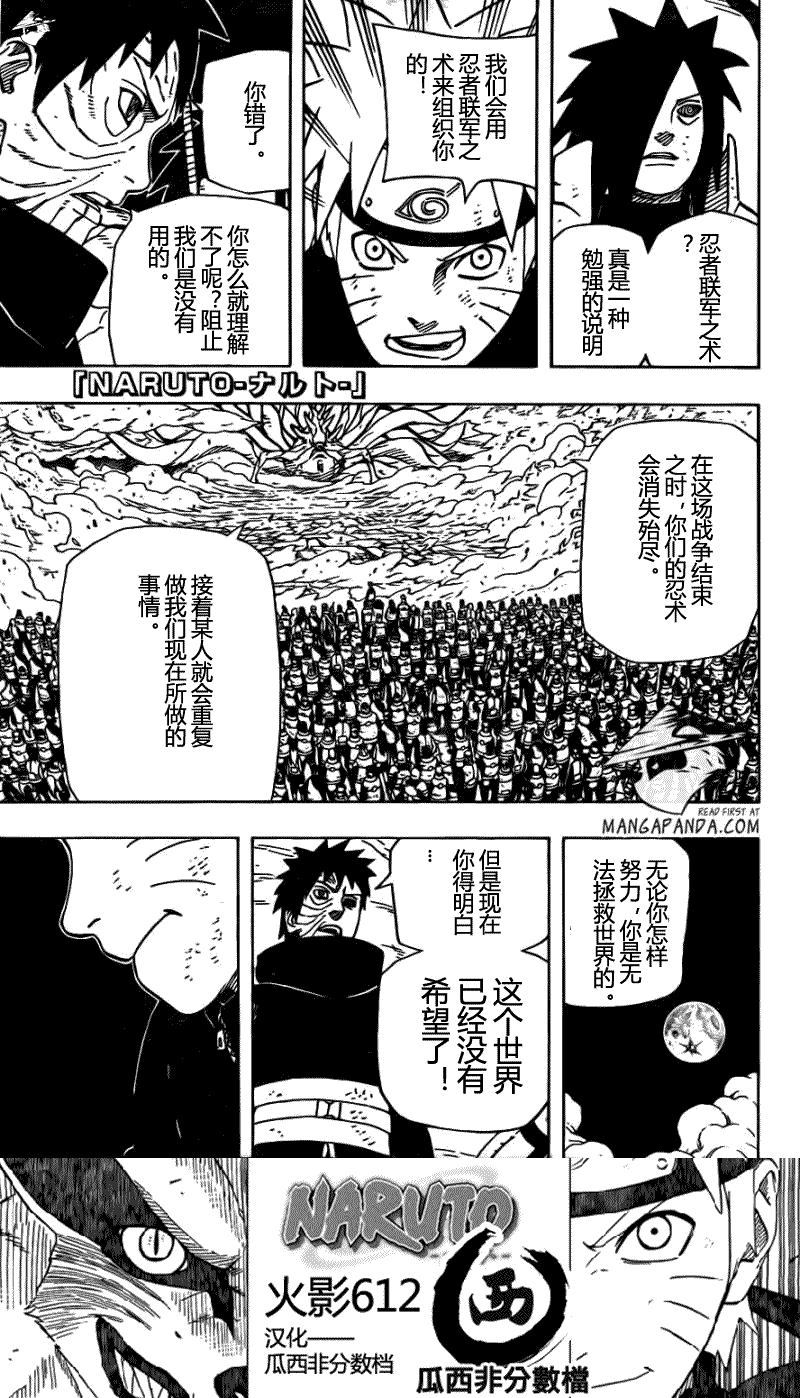 忍者联军之术
?
真是一种
勉强的说明
我们会用
忍者联军之
术来组织你
的!
你错了。
你怎么就理解
不了呢?阻止
我们是没有
用的。
『NARUTO-ナルト-』
在这场战争结束
之时,你们的忍术
会消失殆尽。
接着某人就会重复
做我们现在所做的
事情。
READ FIRST AT
MANGAPANDA.COM
无论你怎样
努力,你是无
法拯救世界的。
但是现在
你得明白
…
这个世界
已经没有
希望了!
NARUTO
火影612
汉化——
瓜西非分数档
西
瓜西非分數檔